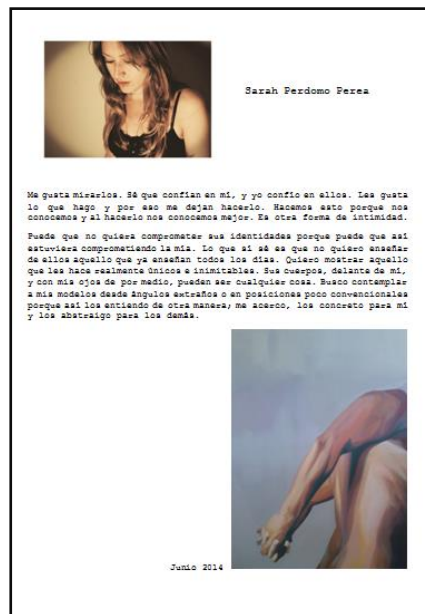 Sarah Perdomo Perea
Me gusta mirarlos. Sé que confían en mí, y yo confío en ellos. Les gusta
lo que hago y por eso me dejan hacerlo. Hacemos esto porque nos
conocemos y al hacerlo nos conocemos mejor. Es otra forma de intimidad.
Puede que no quiera comprometer sus identidades porque puede que así
estuviera comprometiendo la mía. Lo que si sé es que no quiero enseñar
de ellos aquello que ya enseñan todos los días. Quiero mostrar aquello
que les hace realmente únicos e inimitables. Sus cuerpos, delante de mí,
y con mis ojos de por medio, pueden ser cualquier cosa. Busco contemplar
a mis modelos desde ángulos extraños o en posiciones poco convencionales
porque así los entiendo de otra manera; me acerco, los concreto para mí
y los abstraigo para los demás.
Junio 2014